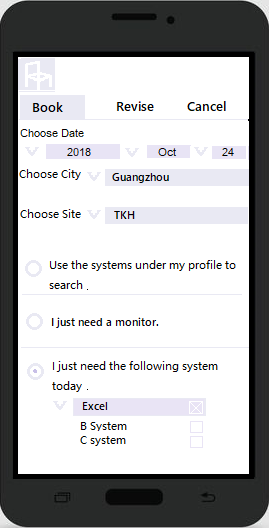 Book Revise Cancel
Choose Date
2018 Oct 24
Choose City Guangzhou
Choose Site TKH
Use the systems under my profile to
search .
I just need a monitor.
I just need the following system
today .
Excel
B System
C system